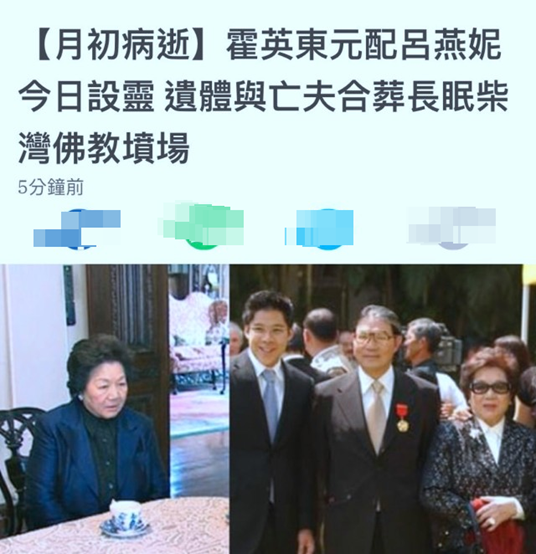 【月初病逝】霍英東元配呂燕妮
今日設靈 遺體與亡夫合葬長眠柴
灣佛教墳場
5分鐘前